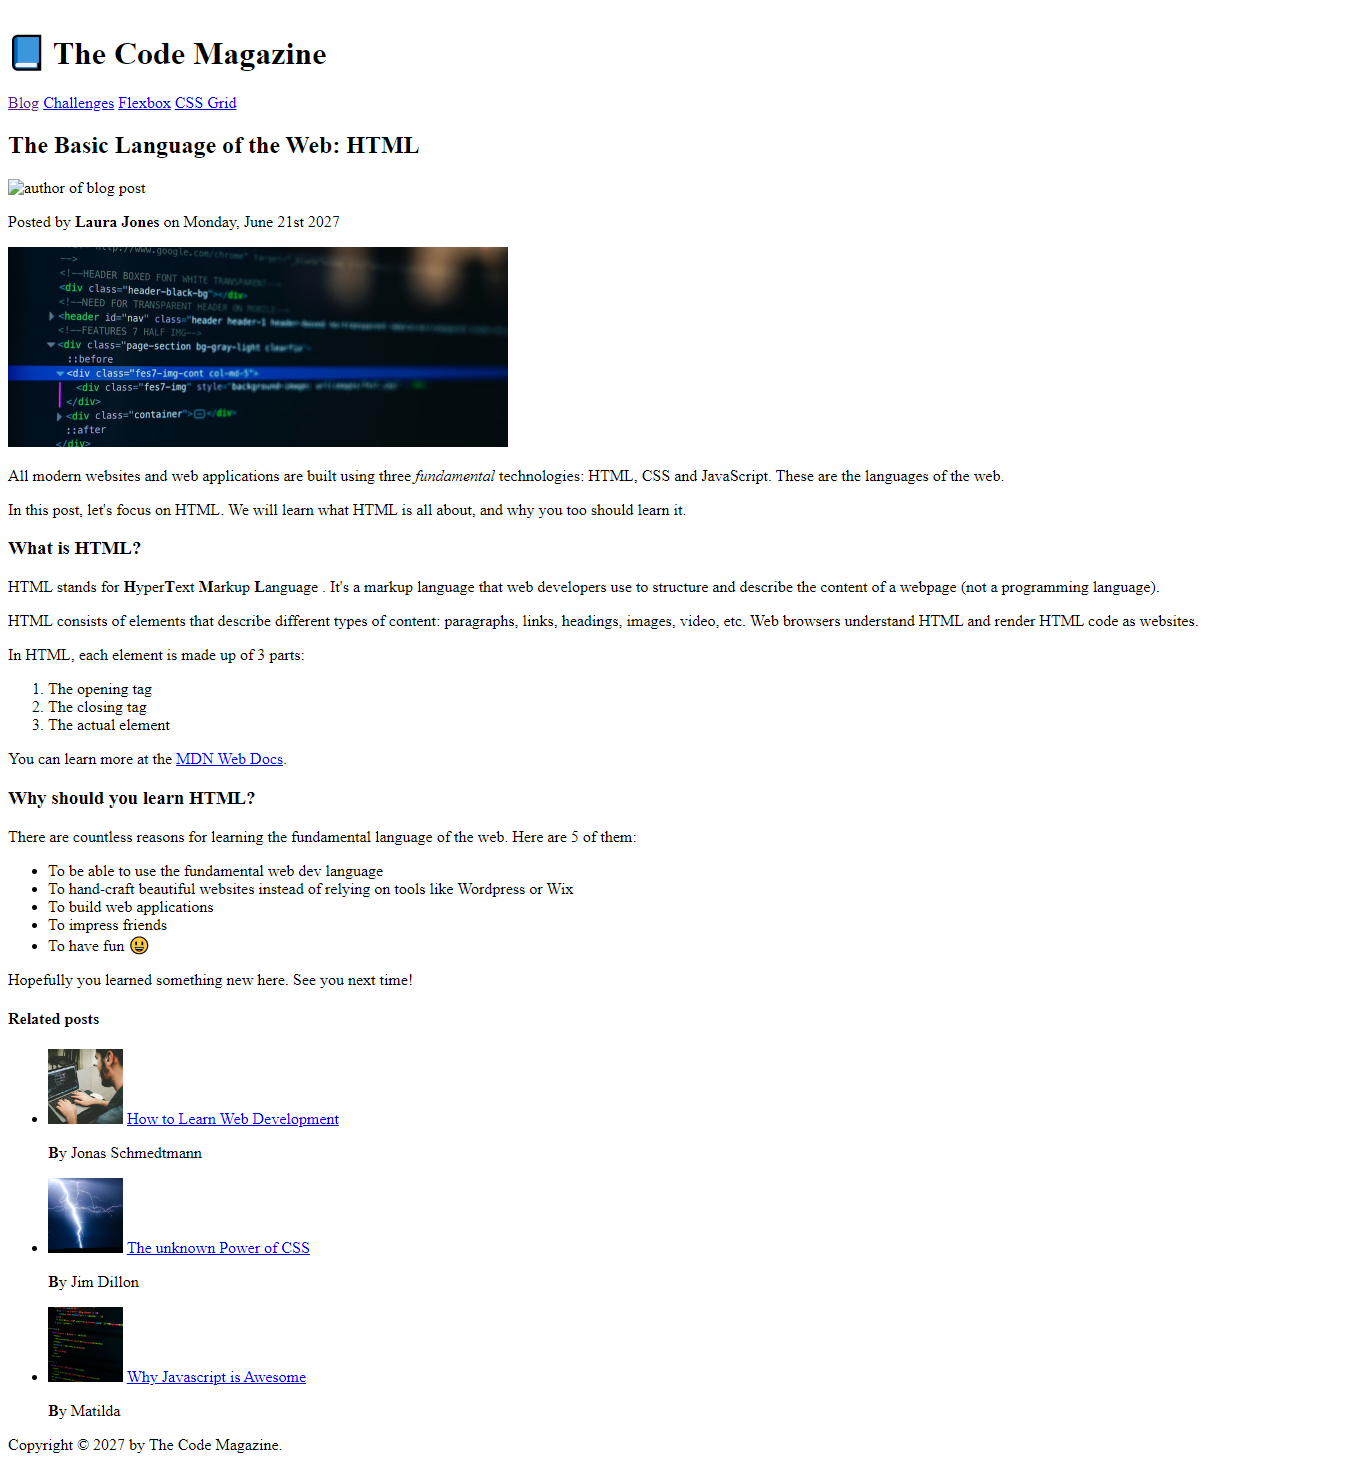 📘 The Code Magazine
Blog Challenges Flexbox CSS Grid
The Basic Language of the Web: HTML
author of blog post
Posted by Laura Jones on Monday, June 21st 2027
-->
<!--HEADER BOXED FONT WHITE TRANSPARENT-->
<div class="header-black-bg"></div>
<!--NEED FOR TRANSPARENT HEADER ON MOBILE-->
<header id="nav" class="header header-1
<!--FEATURES 7 HALF IMG-->
<div class="page-section bg-gray-light clearfix">
::before
<div class="fes7-img-cont col-md-5">
<div class="fes7-img" style="background-image:
</div>
<div class="container"></div>
::after
</div>
All modern websites and web applications are built using three fundamental technologies: HTML, CSS and JavaScript. These are the languages of the web.
In this post, let's focus on HTML. We will learn what HTML is all about, and why you too should learn it.
What is HTML?
HTML stands for HyperText Markup Language . It's a markup language that web developers use to structure and describe the content of a webpage (not a programming language).
HTML consists of elements that describe different types of content: paragraphs, links, headings, images, video, etc. Web browsers understand HTML and render HTML code as websites.
In HTML, each element is made up of 3 parts:
1. The opening tag
2. The closing tag
3. The actual element
You can learn more at the MDN Web Docs.
Why should you learn HTML?
There are countless reasons for learning the fundamental language of the web. Here are 5 of them:
• To be able to use the fundamental web dev language
• To hand-craft beautiful websites instead of relying on tools like Wordpress or Wix
• To build web applications
• To impress friends
• To have fun 😃
Hopefully you learned something new here. See you next time!
Related posts
• How to Learn Web Development
By Jonas Schmedtmann
• The unknown Power of CSS
By Jim Dillon
• Why Javascript is Awesome
By Matilda
Copyright © 2027 by The Code Magazine.